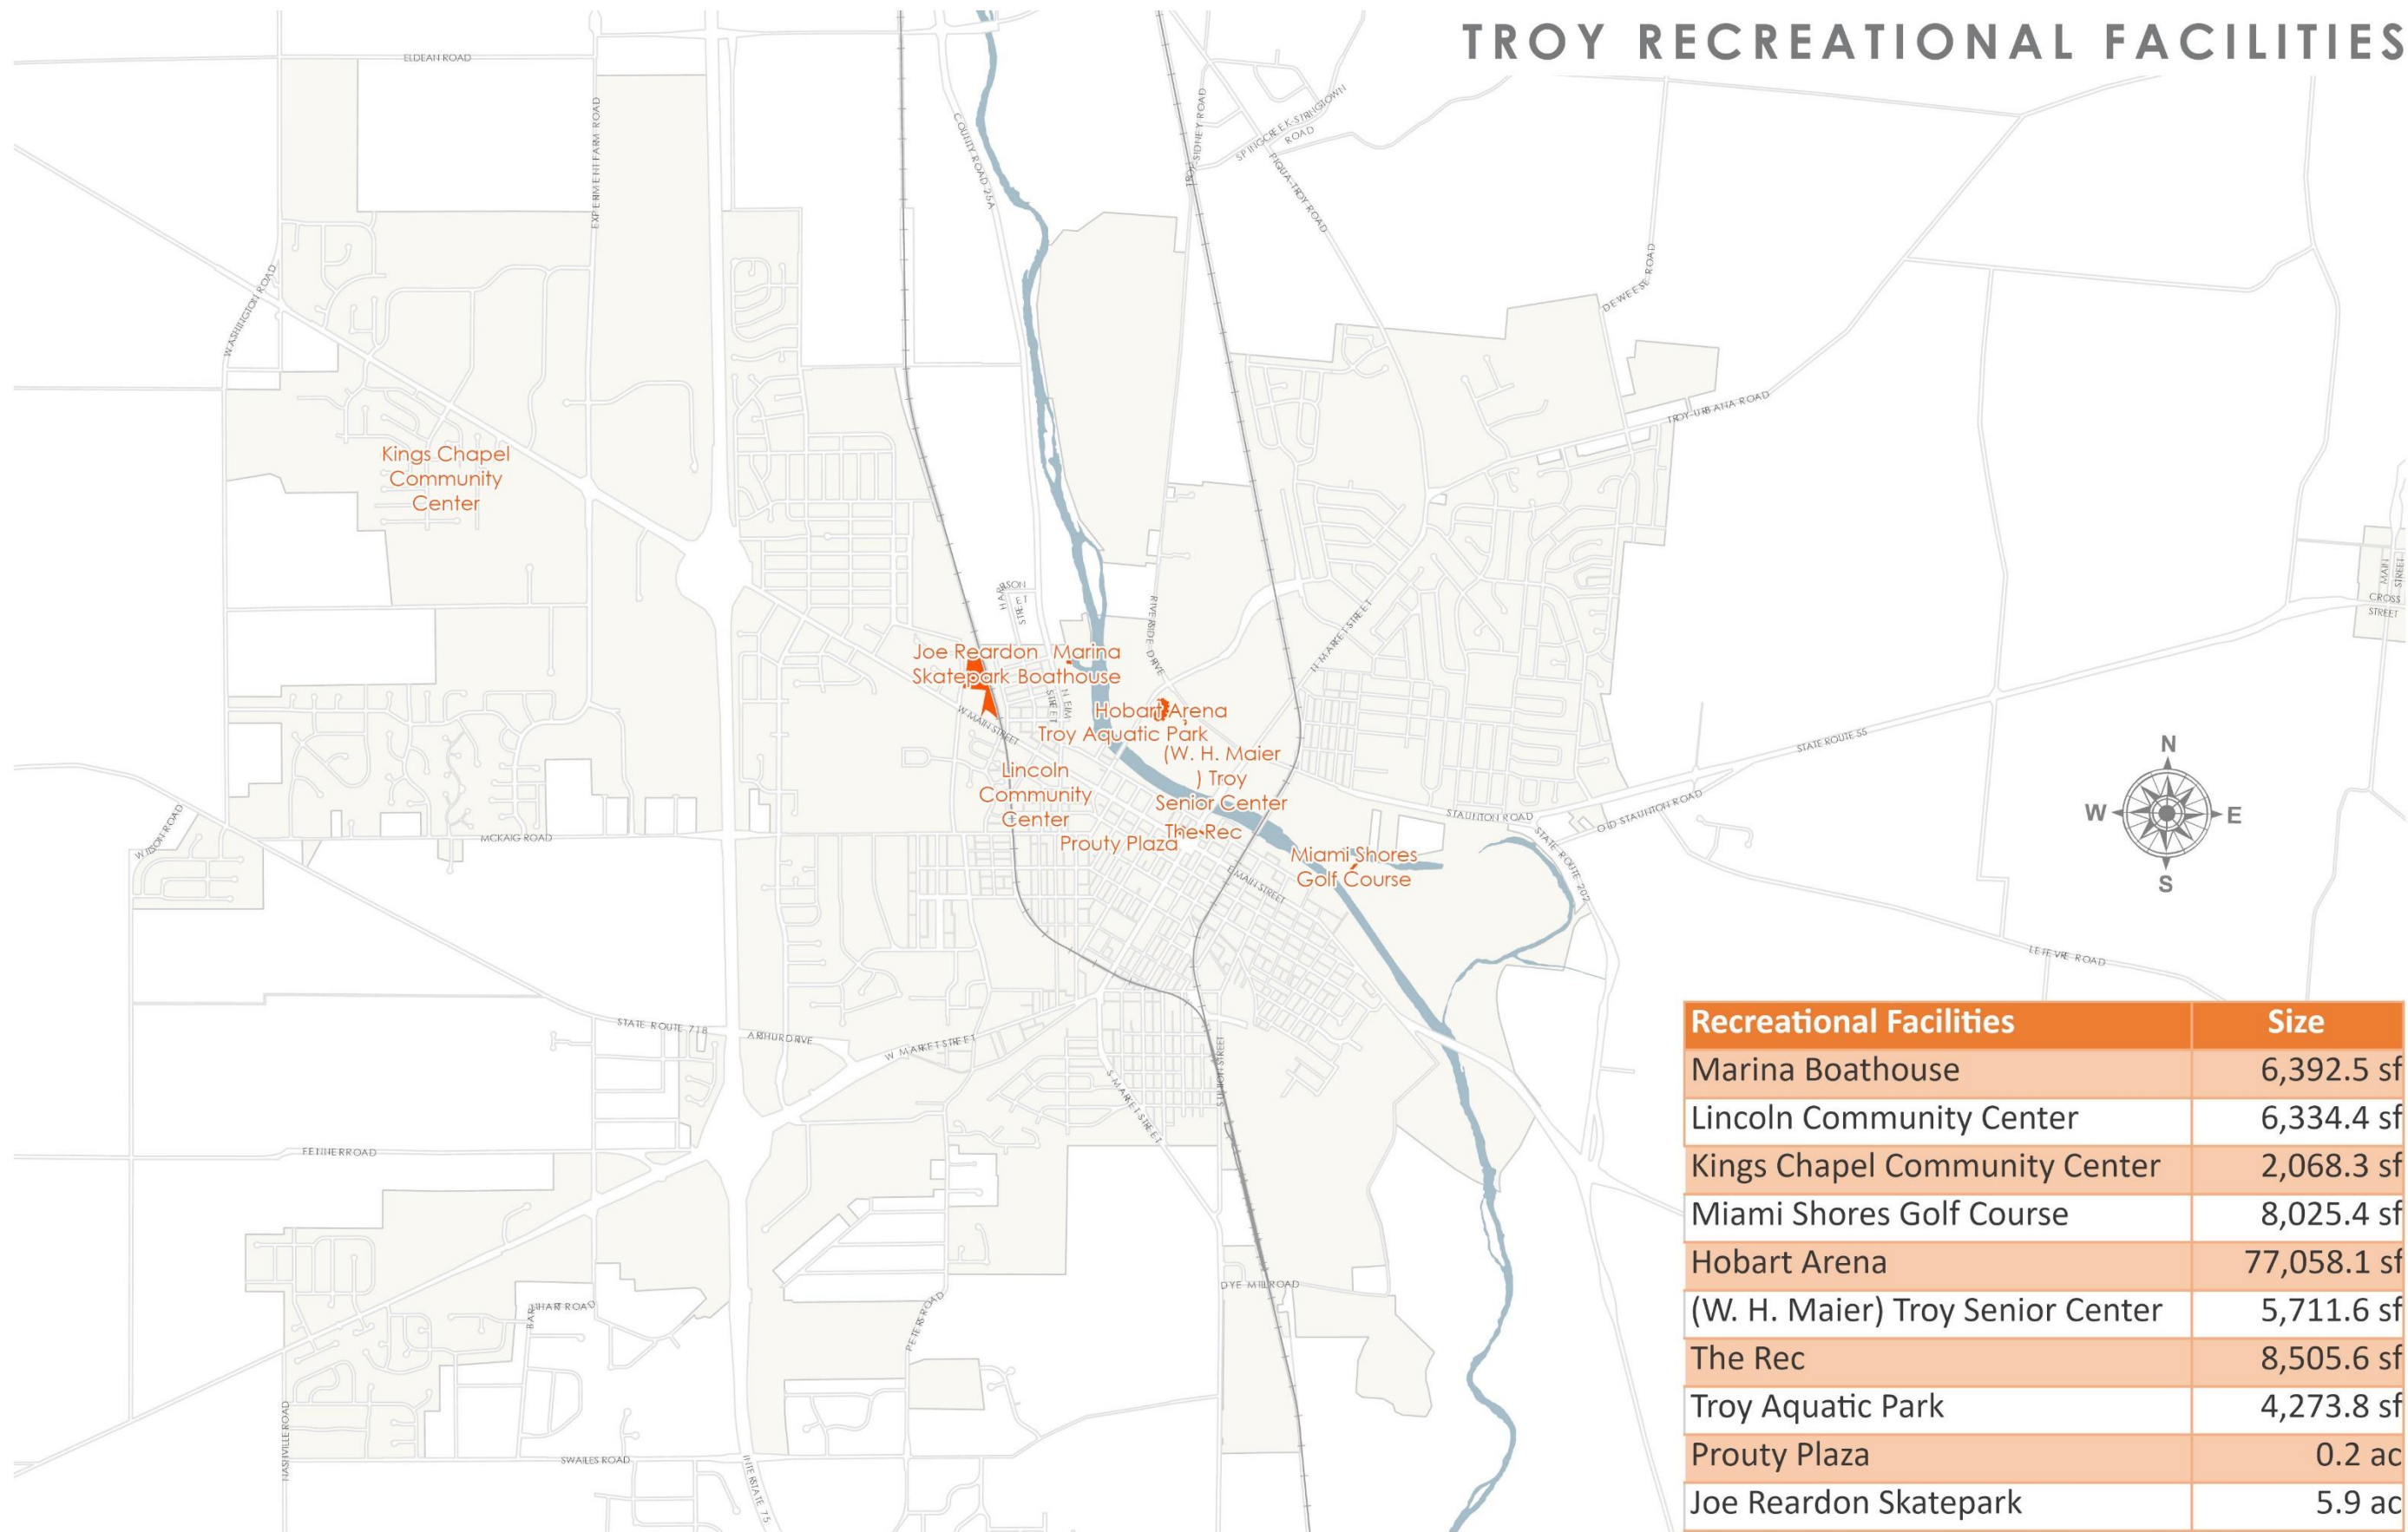 TROY RECREATIONAL FACILITIES
ELDEAN ROAD
EXPERIMENT FARM ROAD
COUNTY ROAD 25A
TROY-SIDNEY ROAD
SPINGCREEK-STRINGTOWN
ROAD
PIQUA-TROY ROAD
WASHINGTON ROAD
DEWEESE ROAD
TROY-URBANA ROAD
Kings Chapel
Community
Center
MAIN
STREET
CROSS
STREET
STREET
RIVERSIDE DRIVE
N MARKET STREET
Joe Reardon
Skatepark
Marina
Boathouse
N ELM
STREET
W MAIN STREET
Hobart Arena
Troy Aquatic Park
(W. H. Maier
) Troy
Senior Center
Lincoln
Community
Center
The Rec
Prouty Plaza
Miami Shores
Golf Course
E MAIN STREET
STATE ROUTE 55
STAUNTON ROAD
OLD STAUNTON ROAD
STATE ROUTE 202
N
W
E
S
WILSON ROAD
MCKAIG ROAD
LEFEVRE ROAD
STATE ROUTE 718
ARTHUR DRIVE
W MARKET STREET
S MARKET STREET
FENNER ROAD
DYE MILL ROAD
PETERS ROAD
NASHVILLE ROAD
SWAILES ROAD
INTERSTATE 75
Recreational Facilities Size
Marina Boathouse 6,392.5 sf
Lincoln Community Center 6,334.4 sf
Kings Chapel Community Center 2,068.3 sf
Miami Shores Golf Course 8,025.4 sf
Hobart Arena 77,058.1 sf
(W. H. Maier) Troy Senior Center 5,711.6 sf
The Rec 8,505.6 sf
Troy Aquatic Park 4,273.8 sf
Prouty Plaza 0.2 ac
Joe Reardon Skatepark 5.9 ac